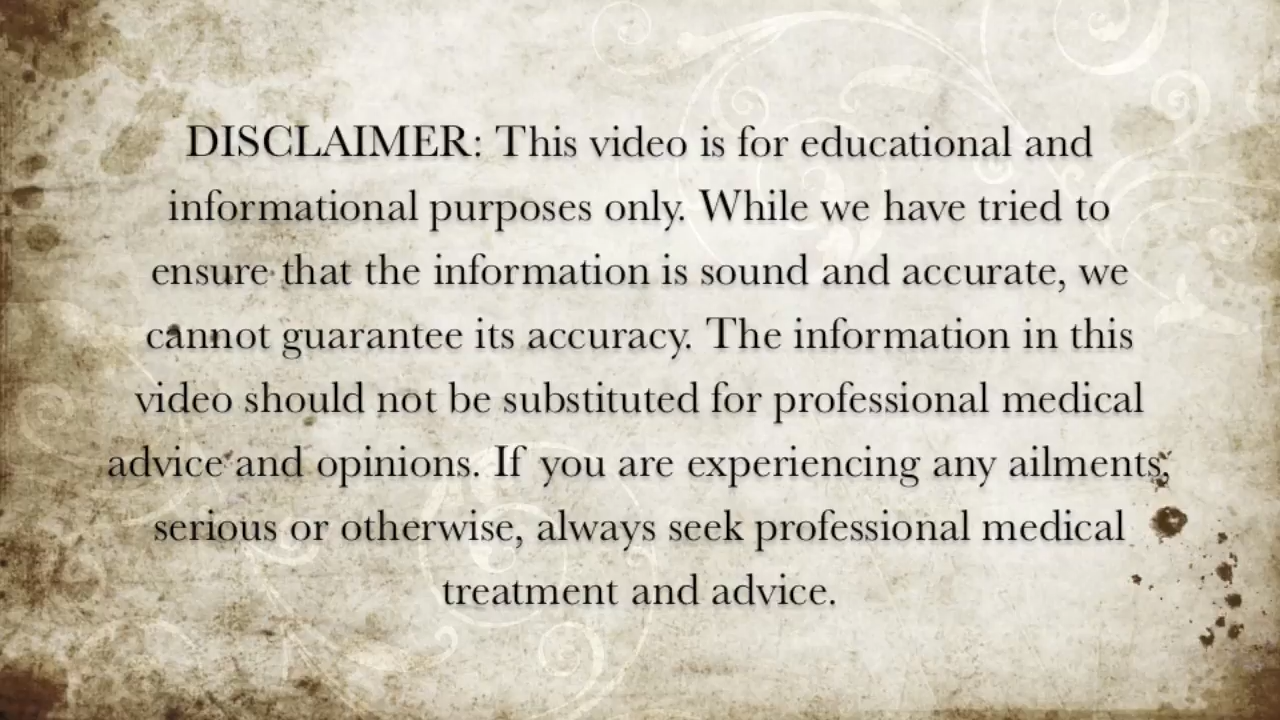 DISCLAIMER: This video is for educational and
informational purposes only. While we have tried to
ensure that the information is sound and accurate, we
cannot guarantee its accuracy. The information in this
video should not be substituted for professional medical
advice and opinions. If you are experiencing any ailments,
serious or otherwise, always seek professional medical
treatment and advice.